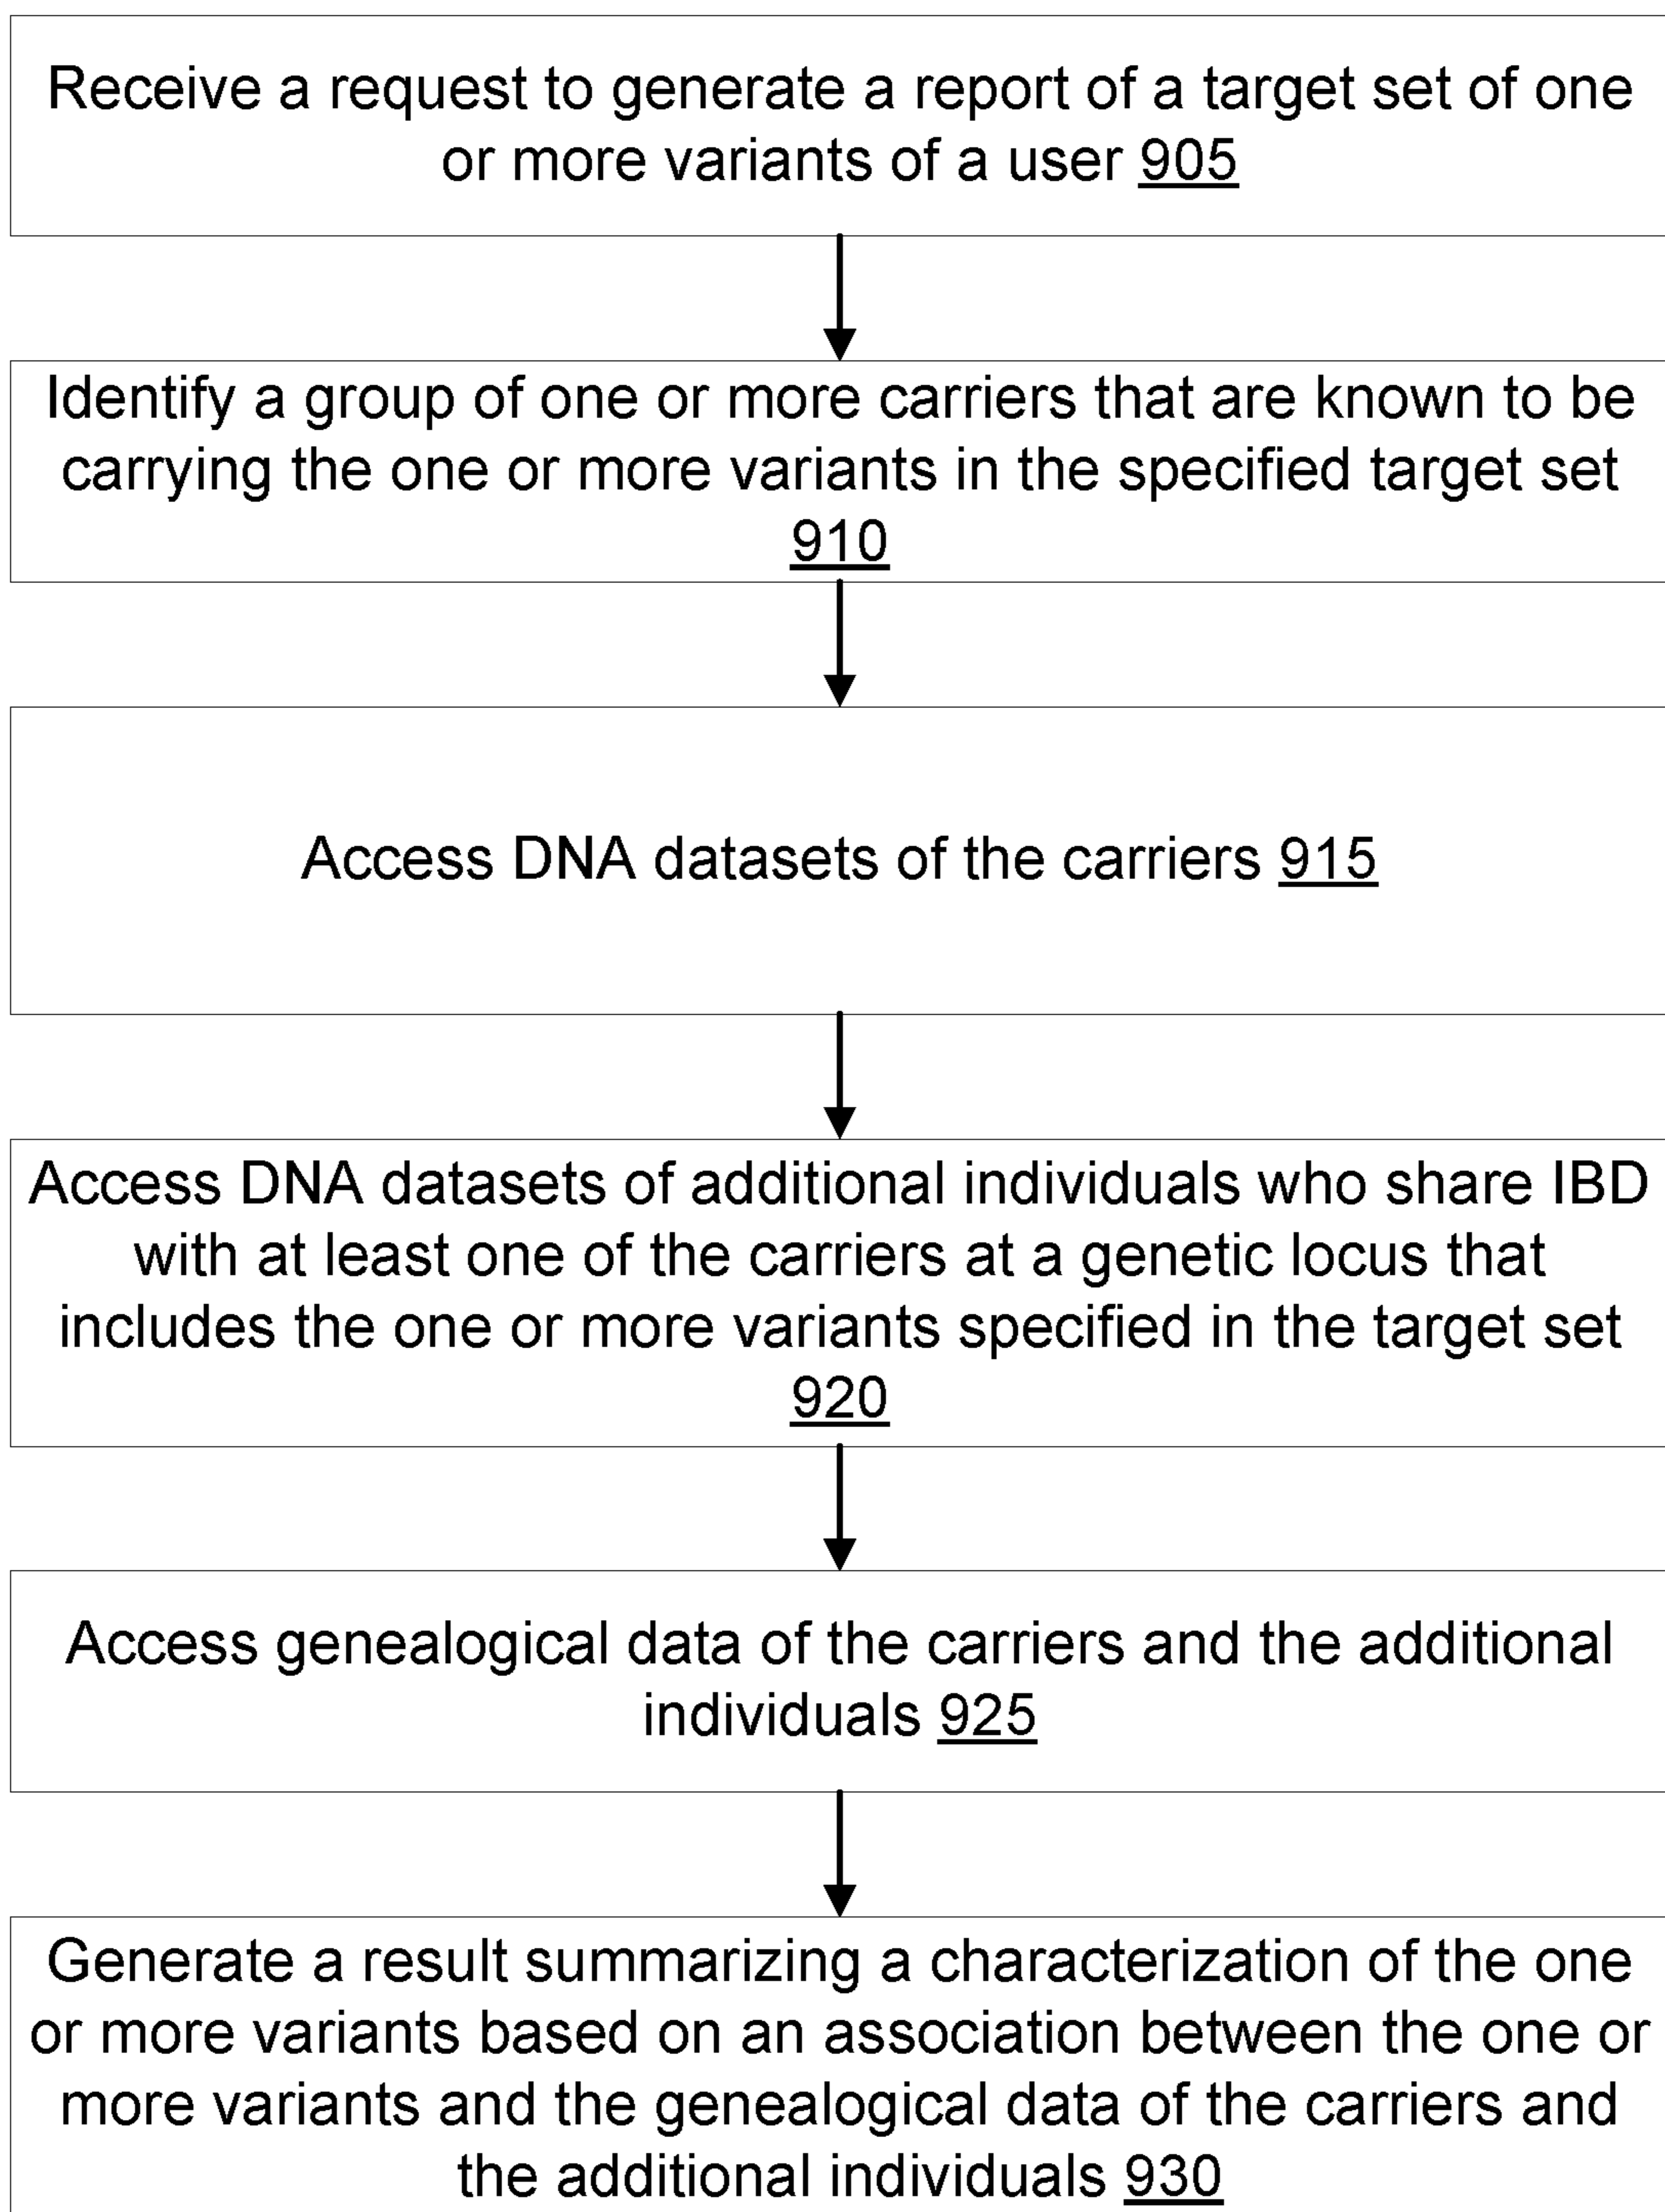 Receive a request to generate a report of a target set of one
or more variants of a user 905
Identify a group of one or more carriers that are known to be
carrying the one or more variants in the specified target set
910
Access DNA datasets of the carriers 915
Access DNA datasets of additional individuals who share IBD
with at least one of the carriers at a genetic locus that
includes the one or more variants specified in the target set
920
Access genealogical data of the carriers and the additional
individuals 925
Generate a result summarizing a characterization of the one
or more variants based on an association between the one or
more variants and the genealogical data of the carriers and
the additional individuals 930